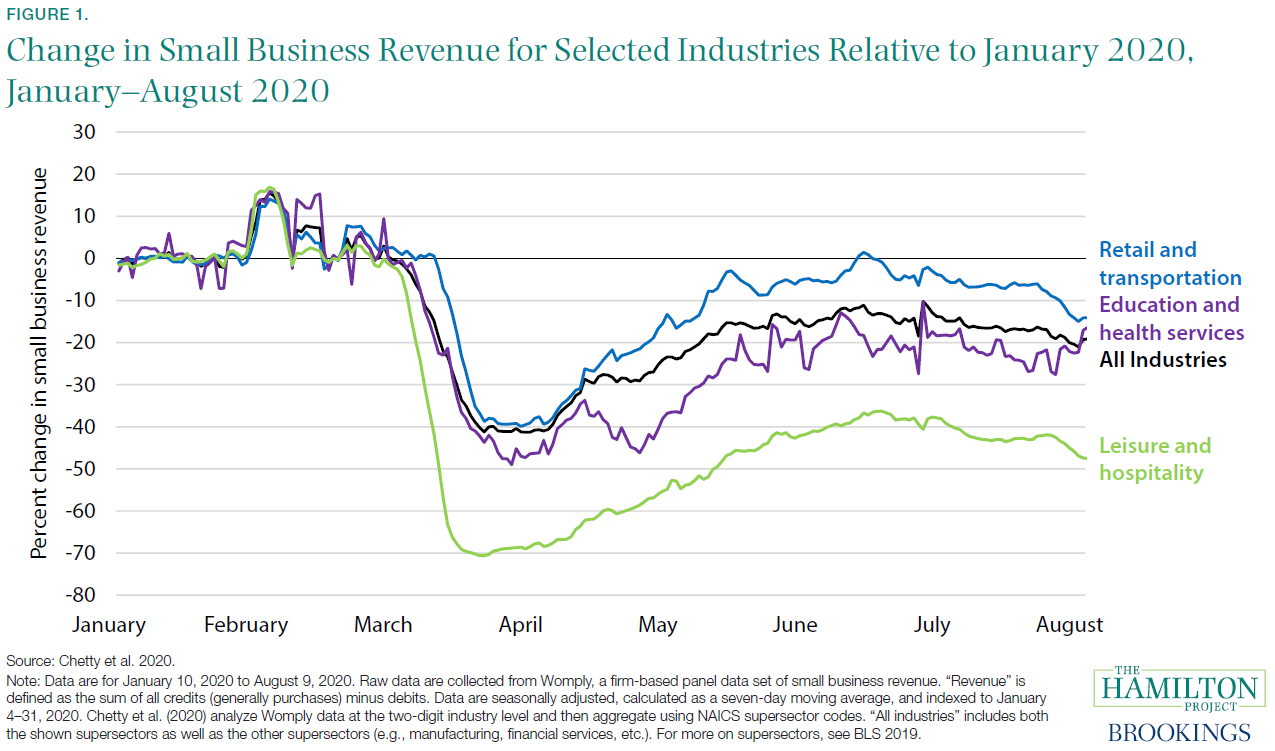 FIGURE 1.
Change in Small Business Revenue for Selected Industries Relative to January 2020,
January–August 2020
Percent change in small business revenue
30
20
10
0
-10
-20
-30
-40
-50
-60
-70
-80
January February March April May June July August
Retail and
transportation
Education and
health services
All Industries
Leisure and
hospitality
Source: Chetty et al. 2020.
Note: Data are for January 10, 2020 to August 9, 2020. Raw data are collected from Womply, a firm-based panel data set of small business revenue. “Revenue” is
defined as the sum of all credits (generally purchases) minus debits. Data are seasonally adjusted, calculated as a seven-day moving average, and indexed to January
4–31, 2020. Chetty et al. (2020) analyze Womply data at the two-digit industry level and then aggregate using NAICS supersector codes. “All industries” includes both
the shown supersectors as well as the other supersectors (e.g., manufacturing, financial services, etc.). For more on supersectors, see BLS 2019.
THE
HAMILTON
PROJECT
BROOKINGS